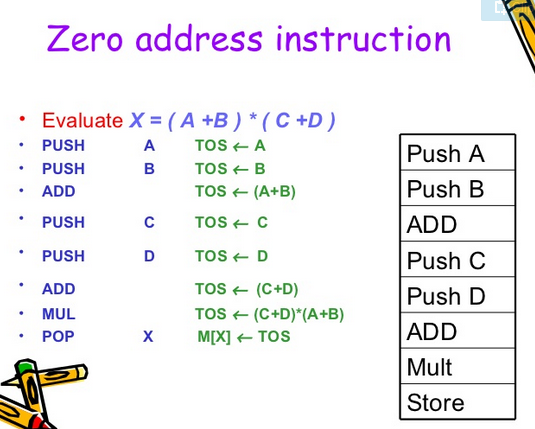 Zero address instruction
• Evaluate X = ( A +B ) * ( C +D )
• PUSH A TOS ← A
• PUSH B TOS ← B
• ADD TOS ← (A+B)
• PUSH C TOS ← C
• PUSH D TOS ← D
• ADD TOS ← (C+D)
• MUL TOS ← (C+D)*(A+B)
• POP X M[X] ← TOS
Push A
Push B
ADD
Push C
Push D
ADD
Mult
Store